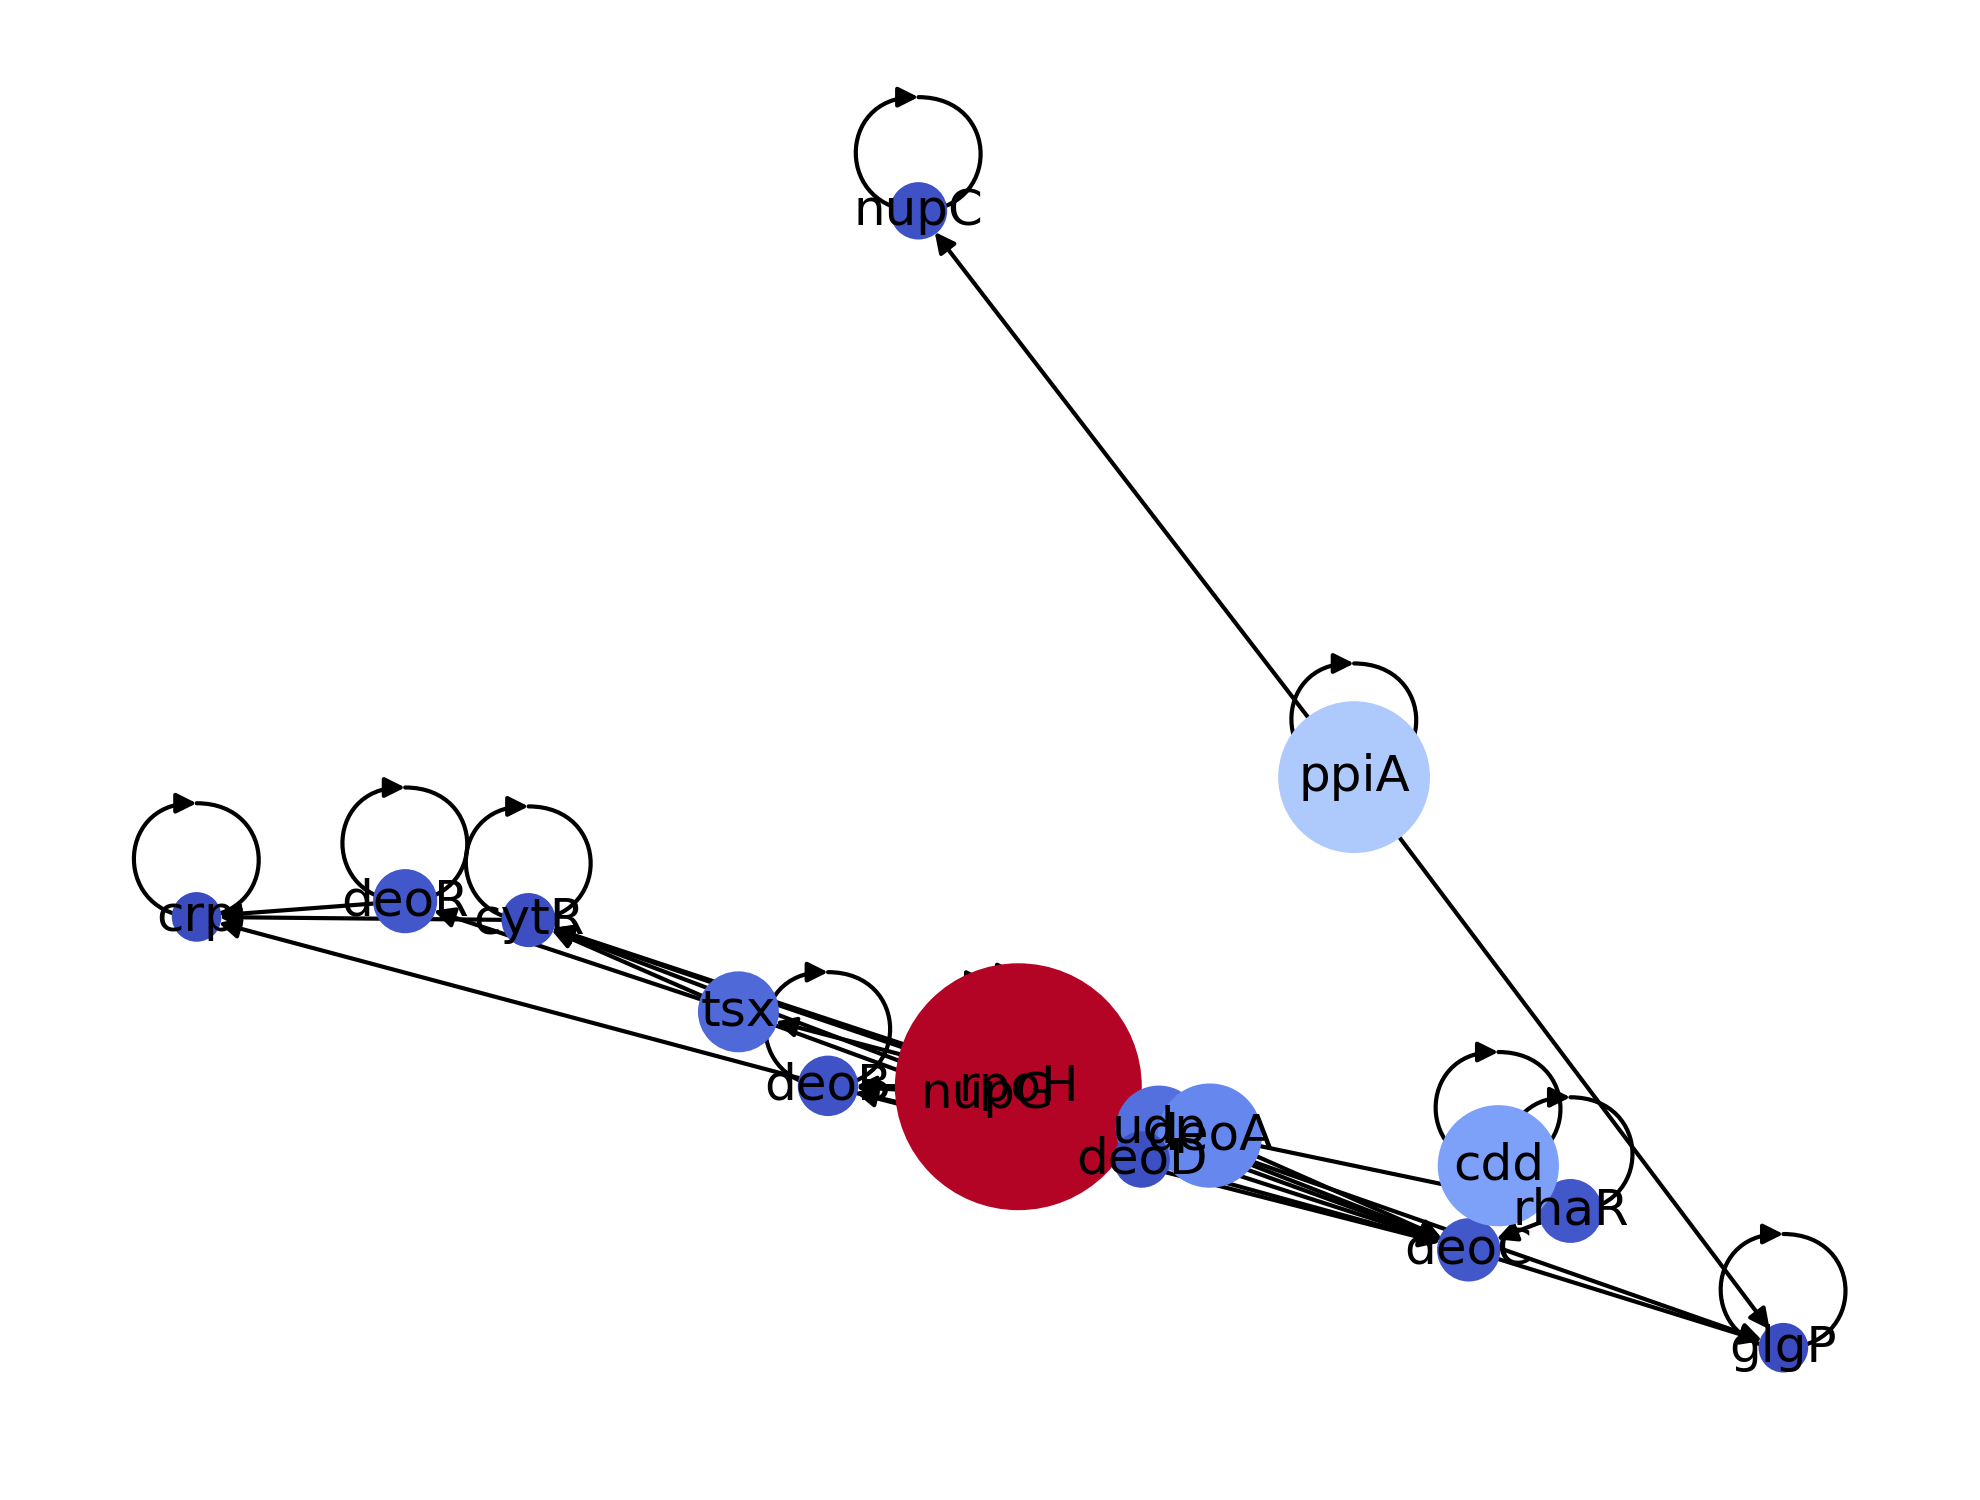 nupC
ppiA
deoR
crp
cytR
tsx
deoB
rpoH
nupG
udp
deoA
deoD
cdd
rhaR
deoC
glgP